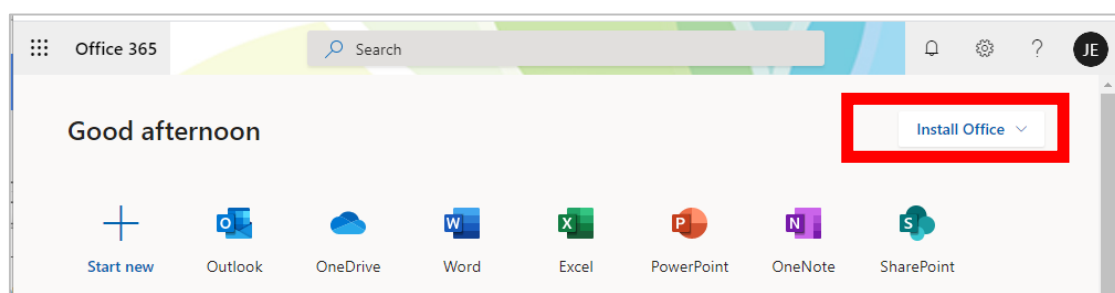 Office 365
Search
?
JE
Good afternoon
Install Office
Start new
Outlook
OneDrive
Word
Excel
PowerPoint
OneNote
SharePoint